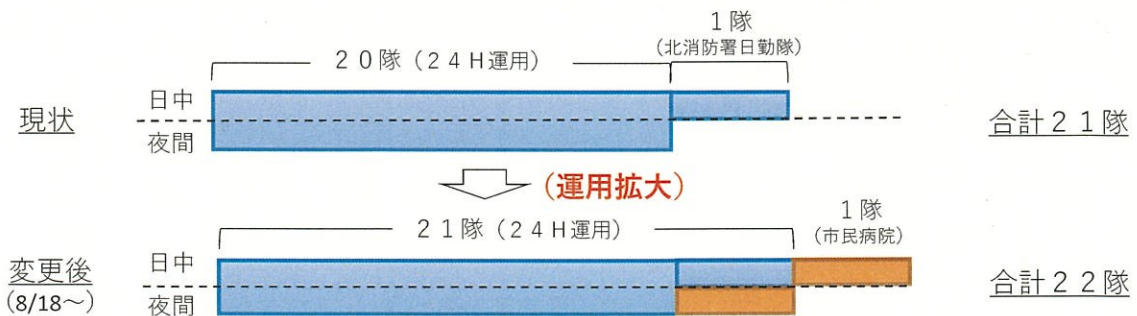 1隊
(北消防署日勤隊)
２０隊（２４Ｈ運用）
現状
日中
夜間
合計２１隊
(運用拡大)
1隊
(市民病院)
２１隊（２４Ｈ運用）
変更後
(8/18～)
日中
夜間
合計２２隊